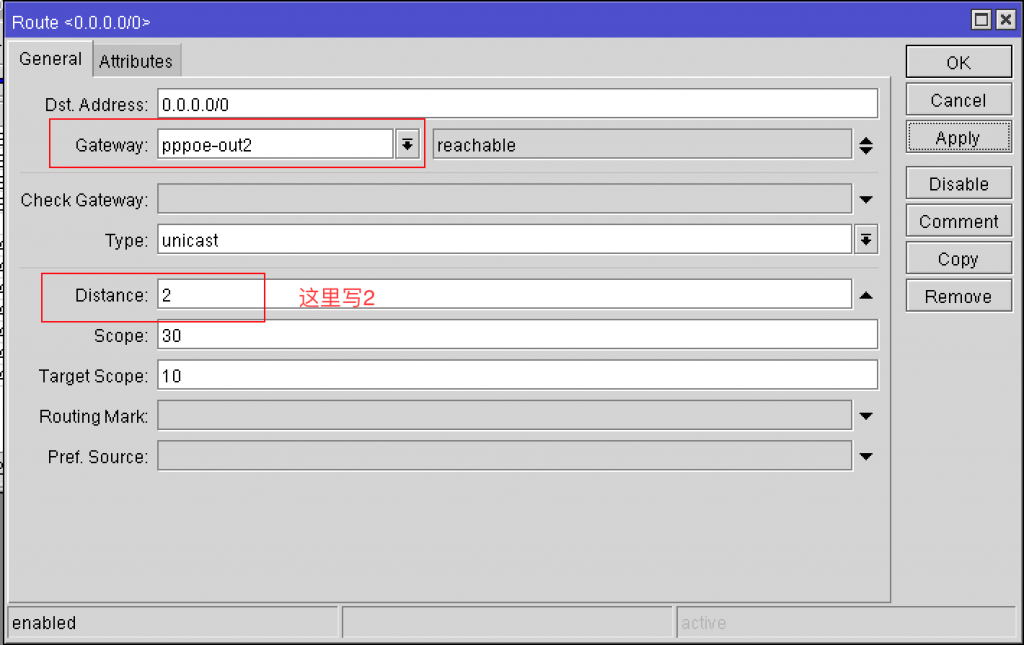 Route <0.0.0.0/0>
General Attributes
Dst. Address: 0.0.0.0/0
Gateway: pppoe-out2 reachable
Check Gateway:
Type: unicast
Distance: 2 这里写2
Scope: 30
Target Scope: 10
Routing Mark:
Pref. Source:
OK
Cancel
Apply
Disable
Comment
Copy
Remove
enabled active